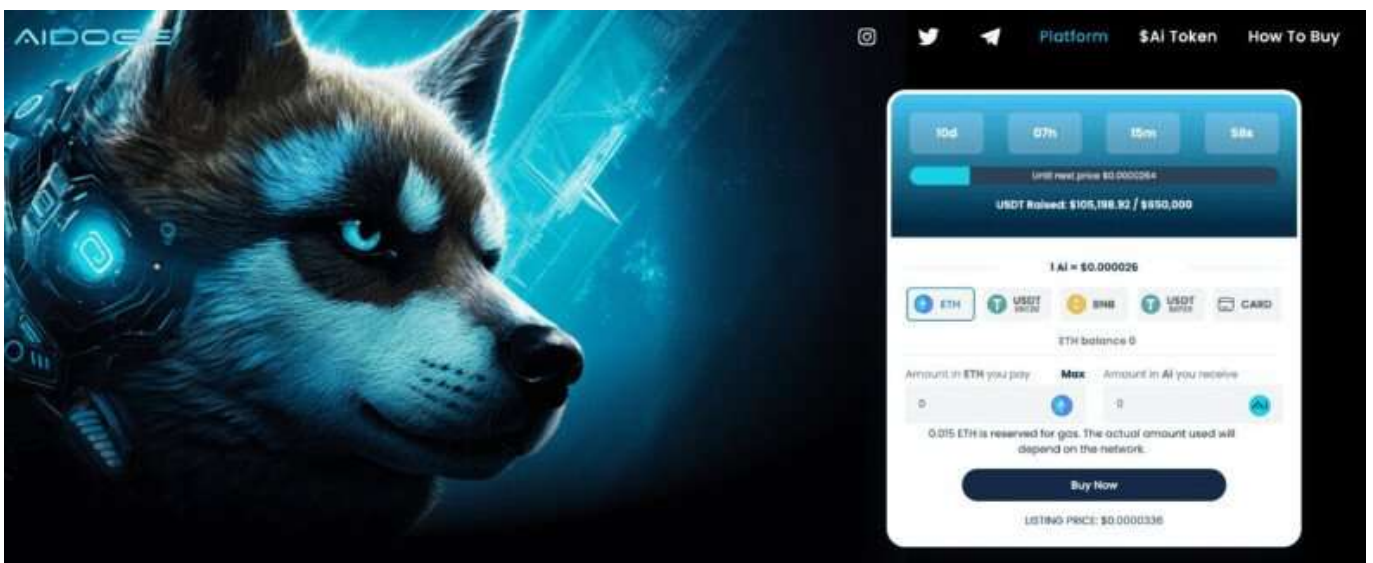 AIDOGE
Platform $Ai Token How To Buy
10d 07h 15m 58s
Until next price $0.0000264
USDT Raised: $105,198.92 / $650,000
1 Ai = $0.000026
ETH USDT BNB USDT CARD
ETH balance 0
Amount in ETH you pay Max Amount in Ai you receive
0 0
0.015 ETH is reserved for gas. The actual amount used will
depend on the network.
Buy Now
LISTING PRICE: $0.0000336